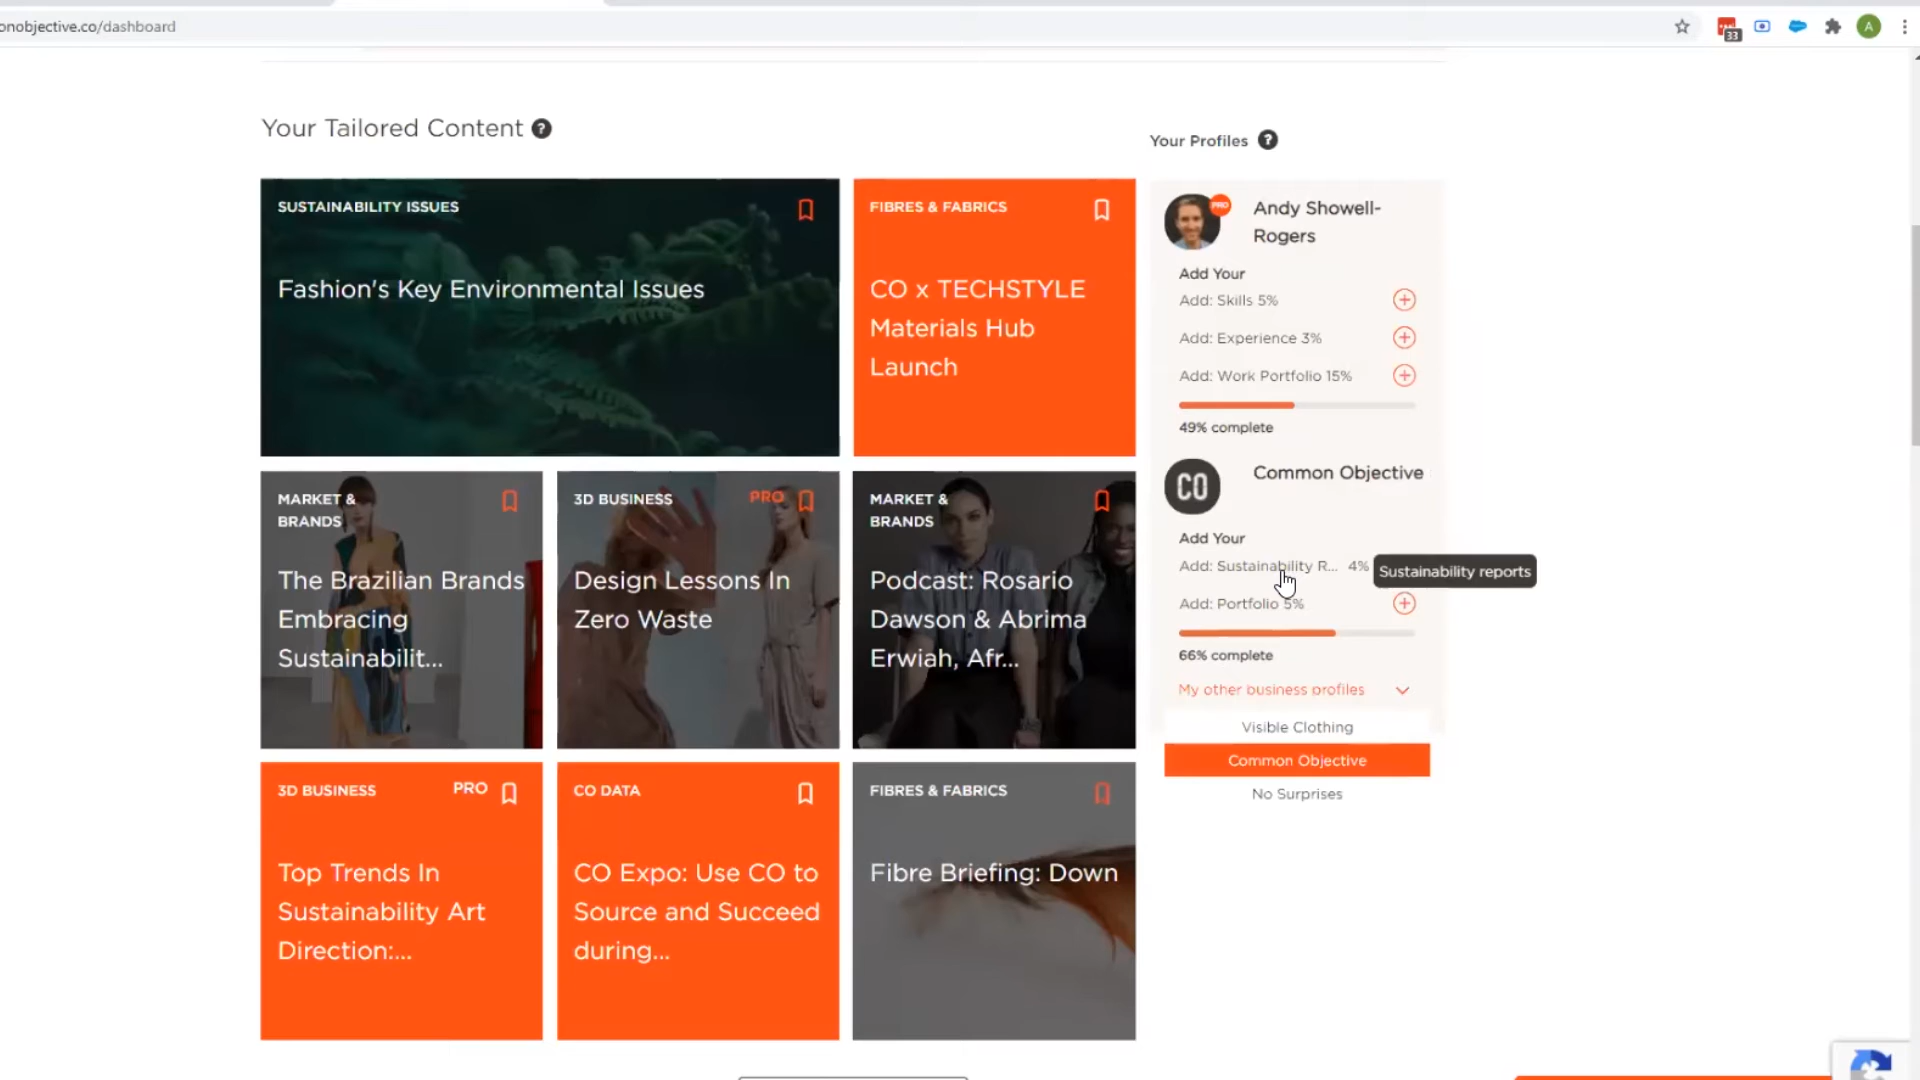 onobjective.co/dashboard
33
A
Your Tailored Content ?
Your Profiles ?
SUSTAINABILITY ISSUES
Fashion's Key Environmental Issues
FIBRES & FABRICS
CO x TECHSTYLE
Materials Hub
Launch
PRO
Andy Showell-
Rogers
Add Your
Add: Skills 5%
Add: Experience 3%
Add: Work Portfolio 15%
49% complete
MARKET &
BRANDS
The Brazilian Brands
Embracing
Sustainabilit...
3D BUSINESS
PRO
Design Lessons In
Zero Waste
MARKET &
BRANDS
Podcast: Rosario
Dawson & Abrima
Erwiah, Afr...
CO
Common Objective
Add Your
Add: Sustainability R... 4%
Sustainability reports
Add: Portfolio 5%
66% complete
My other business profiles
Visible Clothing
Common Objective
No Surprises
3D BUSINESS
PRO
Top Trends In
Sustainability Art
Direction:...
CO DATA
CO Expo: Use CO to
Source and Succeed
during...
FIBRES & FABRICS
Fibre Briefing: Down